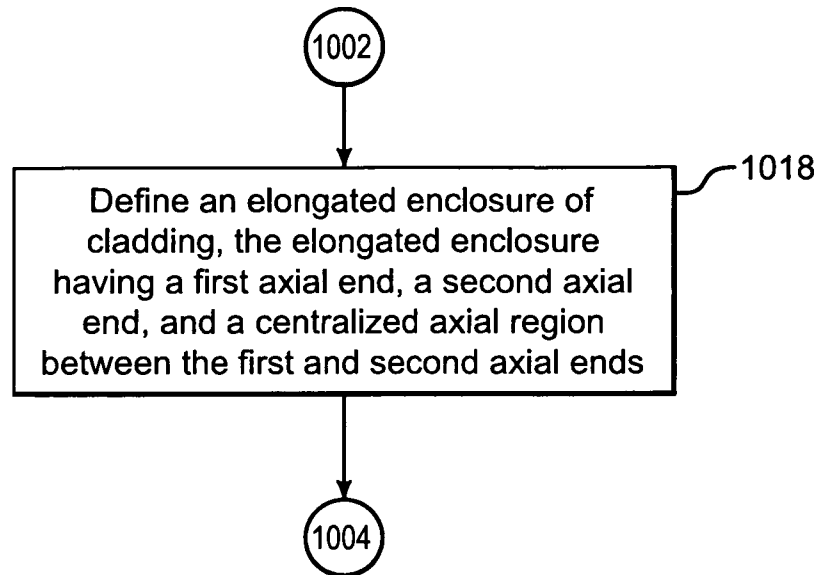 1002
1018
Define an elongated enclosure of
cladding, the elongated enclosure
having a first axial end, a second axial
end, and a centralized axial region
between the first and second axial ends
1004